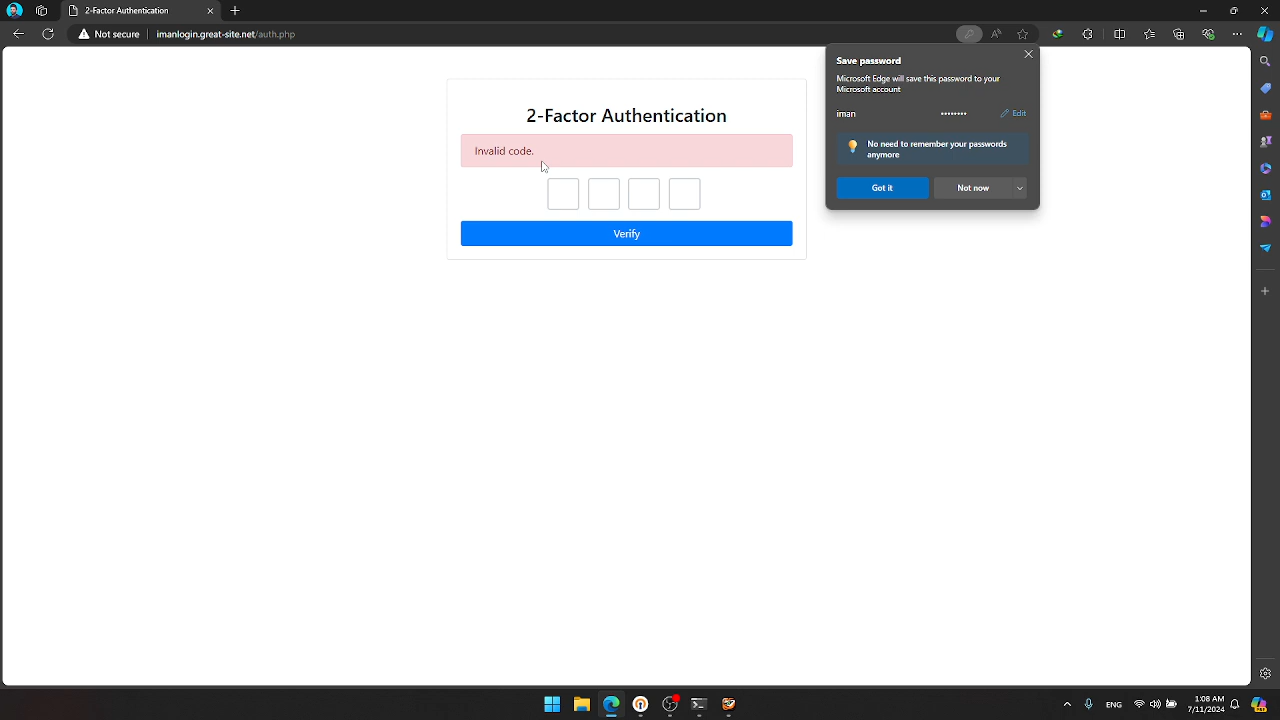 2-Factor Authentication
Not secure
imanlogin.great-site.net/auth.php
Save password
Microsoft Edge will save this password to your
Microsoft account
iman
••••••••
Edit
No need to remember your passwords
anymore
Got it
Not now
2-Factor Authentication
Invalid code.
Verify
ENG
1:08 AM
7/11/2024